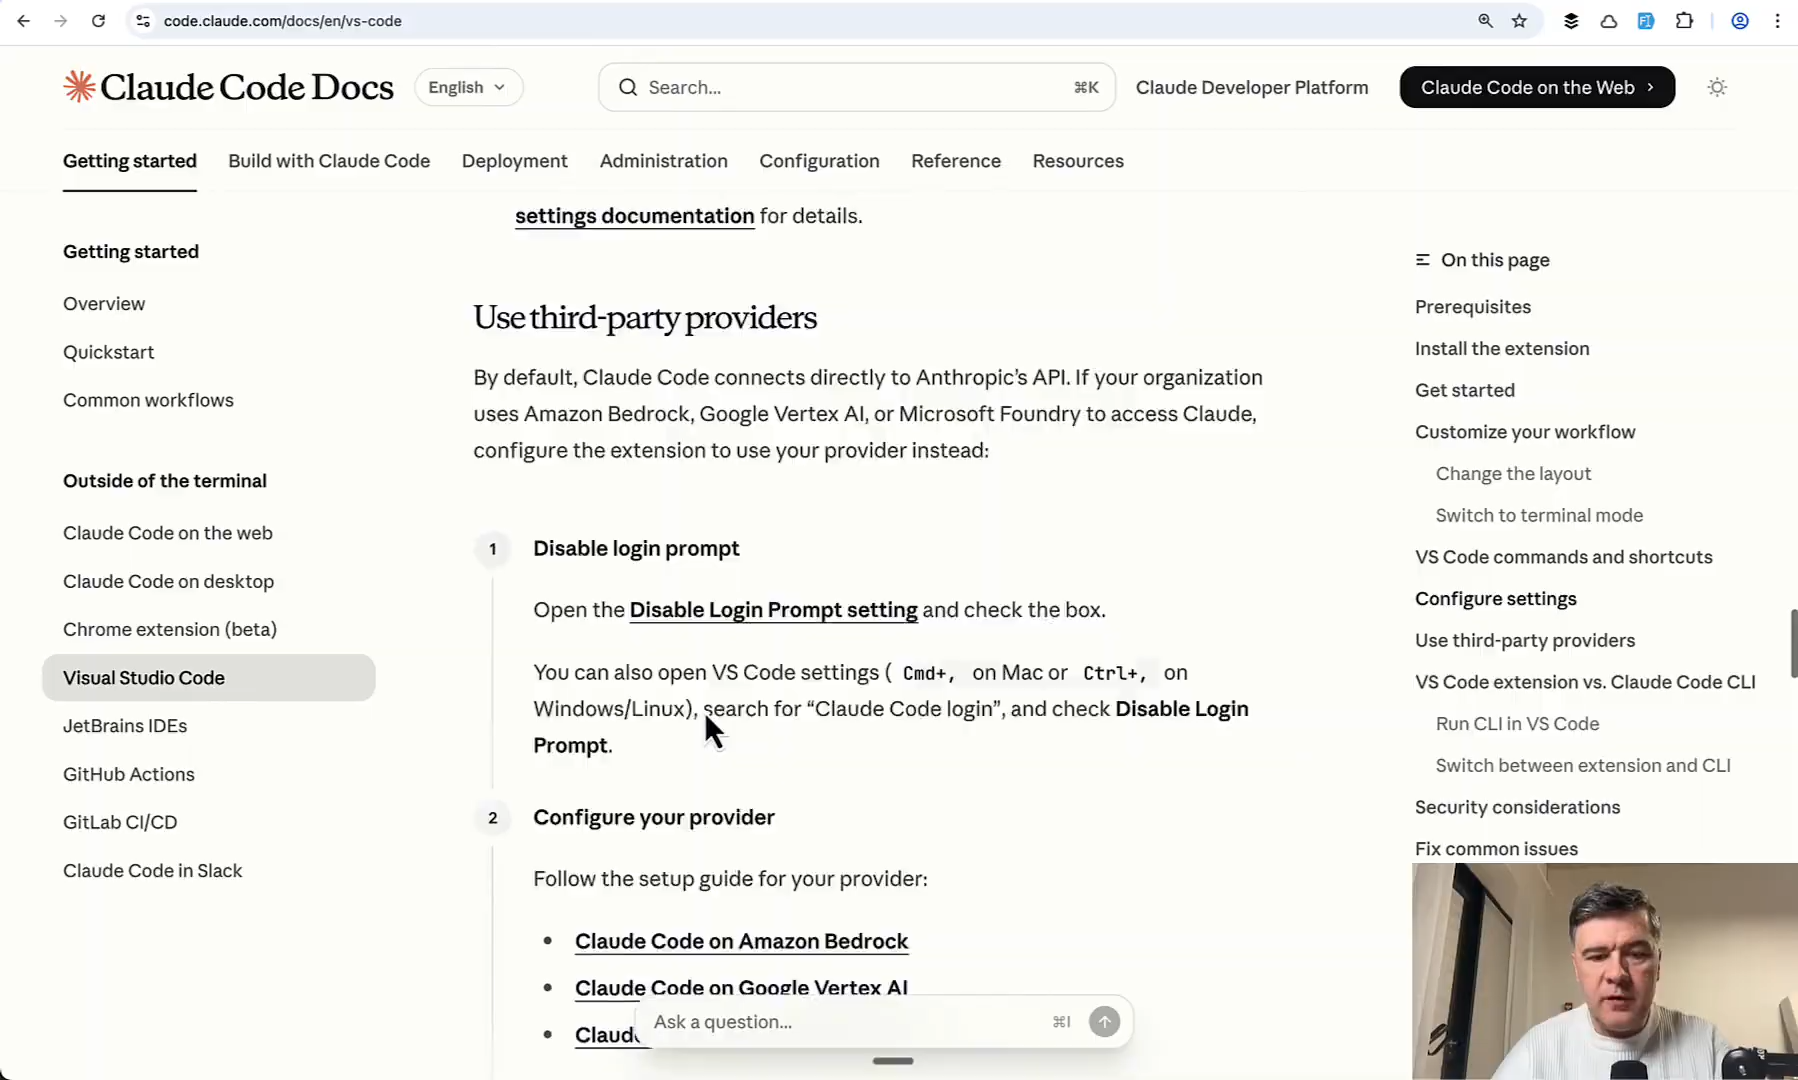 code.claude.com/docs/en/vs-code
Claude Code Docs
English
Search...
⌘K
Claude Developer Platform
Claude Code on the Web
Getting started
Build with Claude Code
Deployment
Administration
Configuration
Reference
Resources
Getting started
Overview
Quickstart
Common workflows
Outside of the terminal
Claude Code on the web
Claude Code on desktop
Chrome extension (beta)
Visual Studio Code
JetBrains IDEs
GitHub Actions
GitLab CI/CD
Claude Code in Slack
settings documentation for details.
Use third-party providers
By default, Claude Code connects directly to Anthropic’s API. If your organization
uses Amazon Bedrock, Google Vertex AI, or Microsoft Foundry to access Claude,
configure the extension to use your provider instead:
1
Disable login prompt
Open the Disable Login Prompt setting and check the box.
You can also open VS Code settings ( Cmd+, on Mac or Ctrl+, on
Windows/Linux), search for “Claude Code login”, and check Disable Login
Prompt.
2
Configure your provider
Follow the setup guide for your provider:
• Claude Code on Amazon Bedrock
• Claude Code on Google Vertex AI
• Claude
Ask a question...
⌘I
On this page
Prerequisites
Install the extension
Get started
Customize your workflow
Change the layout
Switch to terminal mode
VS Code commands and shortcuts
Configure settings
Use third-party providers
VS Code extension vs. Claude Code CLI
Run CLI in VS Code
Switch between extension and CLI
Security considerations
Fix common issues